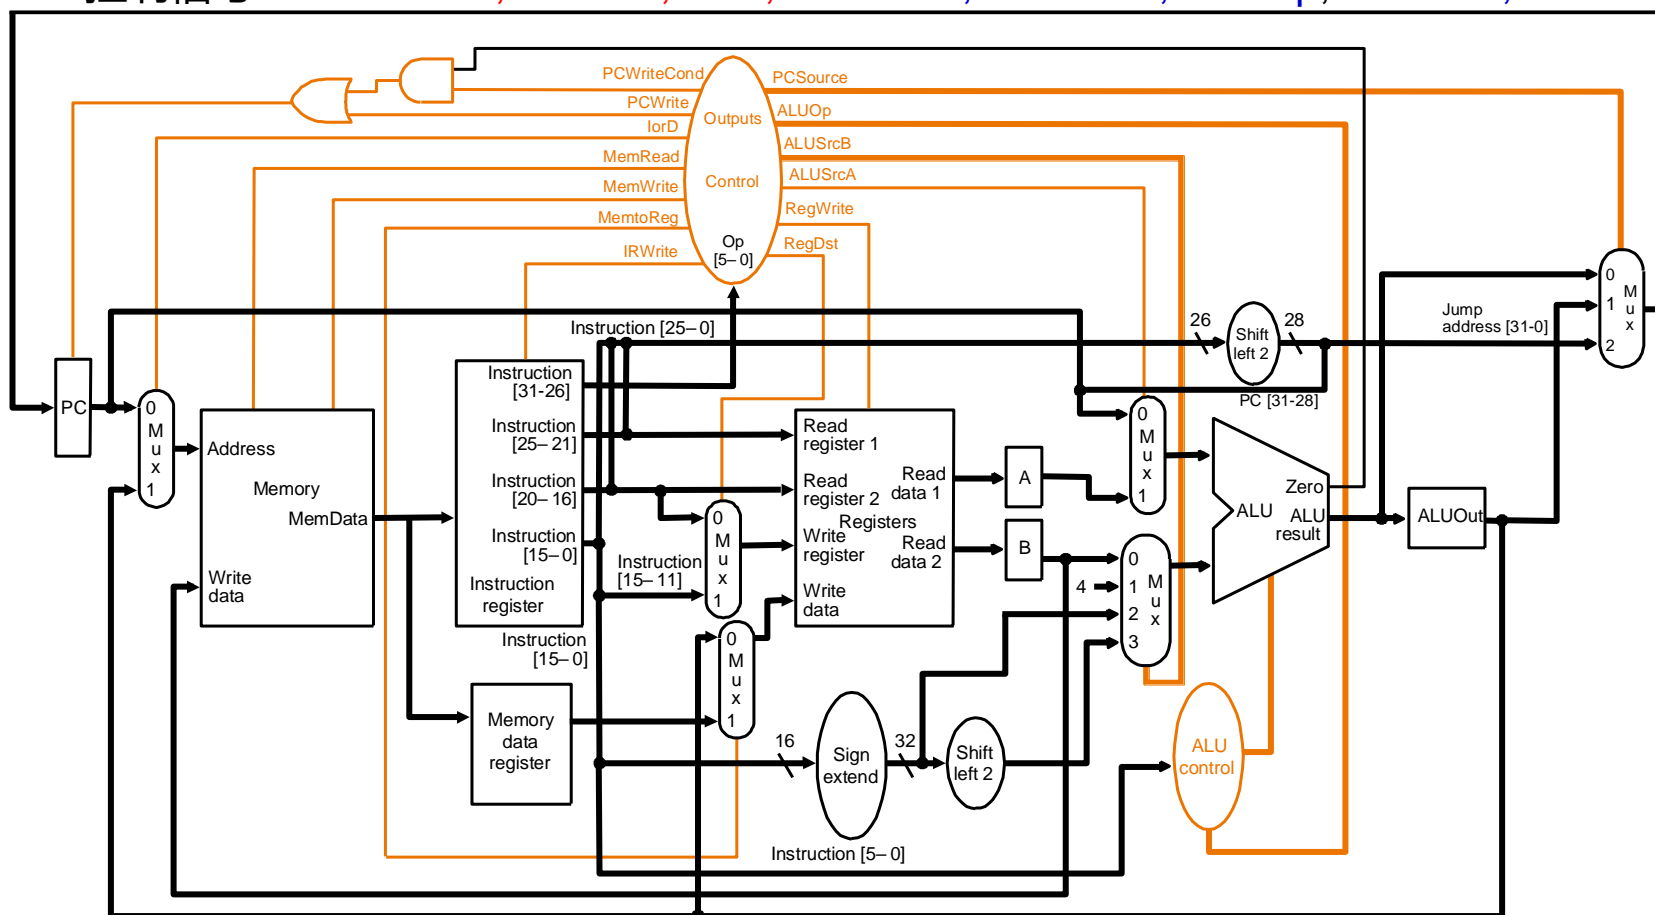 PCWriteCond
PCSource
PCWrite
Outputs
ALUOp
IorD
ALUSrcB
MemRead
Control
ALUSrcA
MemWrite
RegWrite
MemtoReg
Op
[5–0]
RegDst
IRWrite
Instruction [25–0]
26
Shift
left 2
28
Jump
address [31-0]
0
1
2
M
u
x
PC [31-28]
PC
0
M
u
x
1
Address
Memory
MemData
Write
data
Instruction
[31-26]
Instruction
[25–21]
Instruction
[20–16]
Instruction
[15–0]
Instruction
register
Instruction
[15–11]
0
M
u
x
1
Read
register 1
Read
register 2
Registers
Write
register
Write
data
Read
data 1
Read
data 2
A
B
0
M
u
x
1
4
0
1
2
3
M
u
x
Zero
ALU
ALU
result
ALUOut
Instruction
[15–0]
0
M
u
x
1
Memory
data
register
16
Sign
extend
32
Shift
left 2
ALU
control
Instruction [5–0]